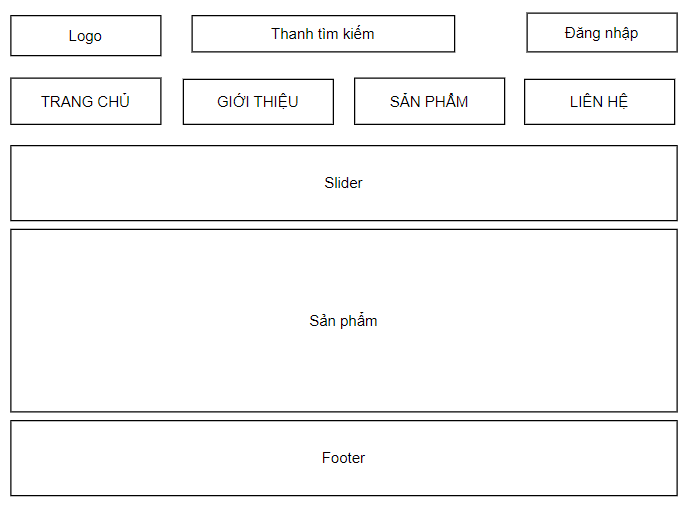 Logo
Thanh tìm kiếm
Đăng nhập
TRANG CHỦ
GIỚI THIỆU
SẢN PHẨM
LIÊN HỆ
Slider
Sản phẩm
Footer